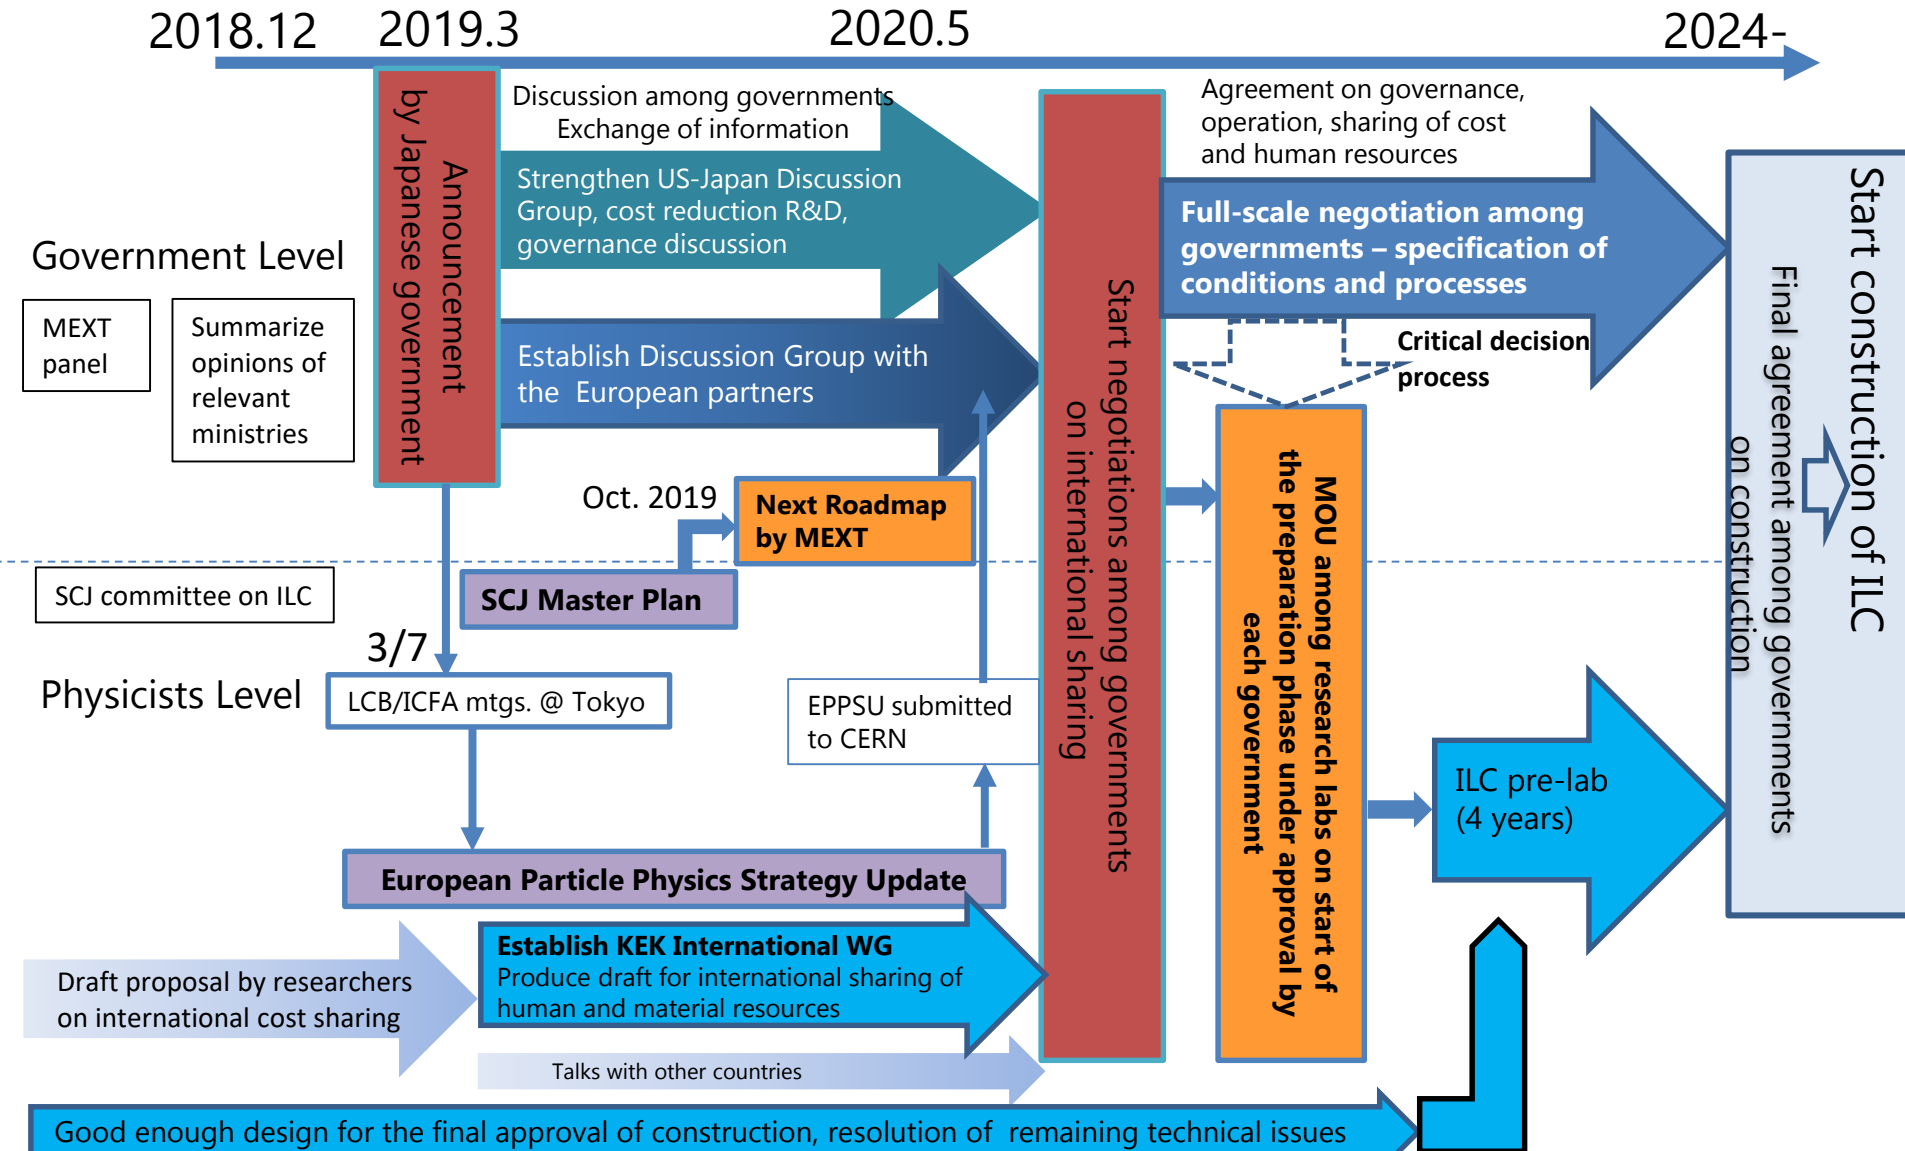 2018.12
2019.3
2020.5
2024-
Announcement
by Japanese government
Discussion among governments
Exchange of information
Strengthen US-Japan Discussion
Group, cost reduction R&D,
governance discussion
Establish Discussion Group with
the European partners
Government Level
MEXT
panel
Summarize
opinions of
relevant
ministries
Oct. 2019
Next Roadmap
by MEXT
SCJ committee on ILC
SCJ Master Plan
3/7
Physicists Level
LCB/ICFA mtgs. @ Tokyo
EPPSU submitted
to CERN
European Particle Physics Strategy Update
Draft proposal by researchers
on international cost sharing
Establish KEK International WG
Produce draft for international sharing of
human and material resources
Talks with other countries
Good enough design for the final approval of construction, resolution of remaining technical issues
Start negotiations among governments
on international sharing
Agreement on governance,
operation, sharing of cost
and human resources
Full-scale negotiation among
governments – specification of
conditions and processes
Critical decision
process
MOU among research labs on start of
the preparation phase under approval by
each government
ILC pre-lab
(4 years)
Start construction of ILC
Final agreement among governments
on construction